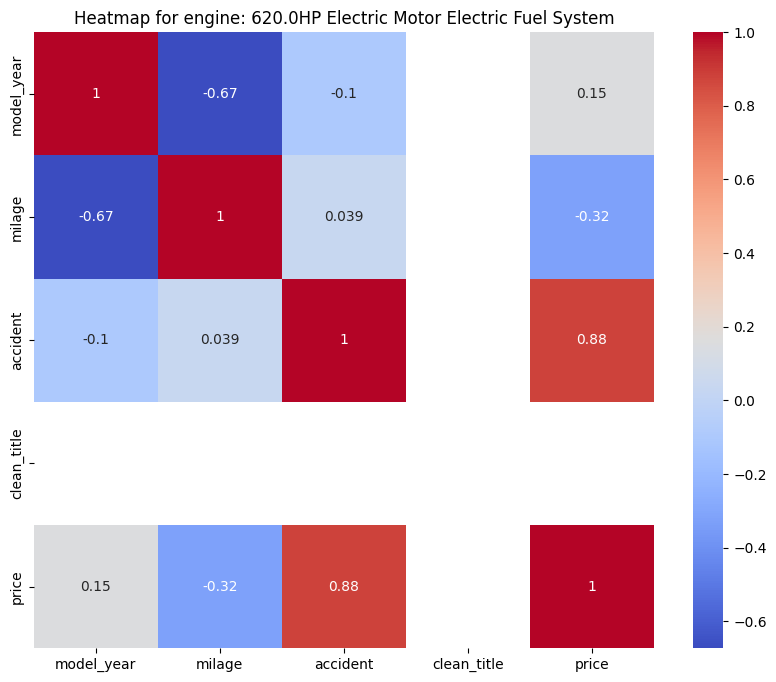 Heatmap for engine: 620.0HP Electric Motor Electric Fuel System
model_year
1
-0.67
-0.1
0.15
milage
-0.67
1
0.039
-0.32
accident
-0.1
0.039
1
0.88
clean_title
price
0.15
-0.32
0.88
1
model_year
milage
accident
clean_title
price
1.0
0.8
0.6
0.4
0.2
0.0
−0.2
−0.4
−0.6